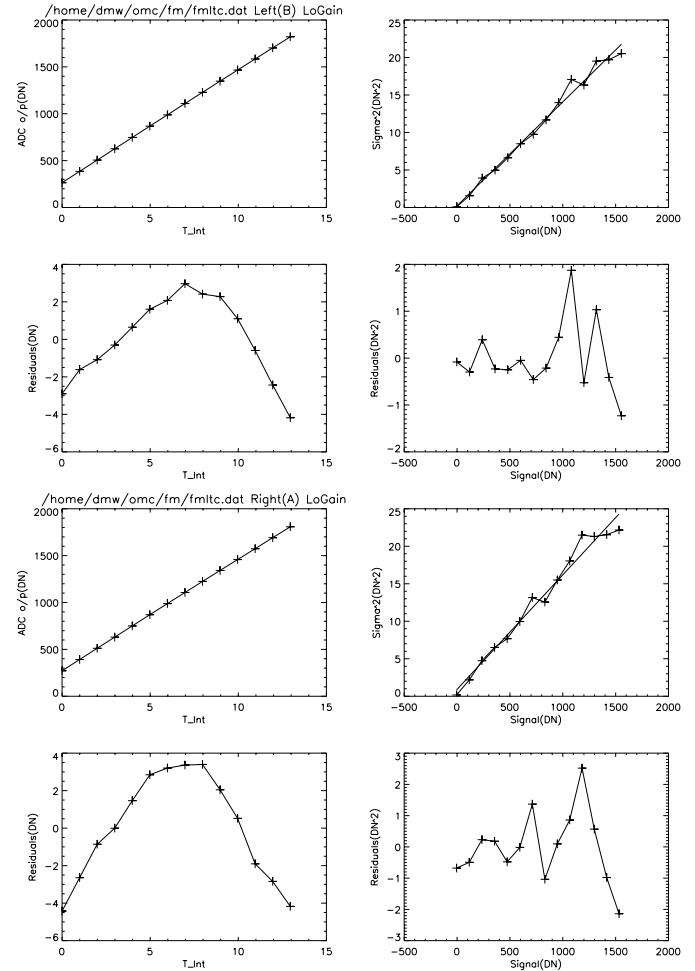 /home/dmw/omc/fm/fmltc.dat Left(B) LoGain
2000
1500
1000
500
0
ADC o/p(DN)
0 5 10 15
T_Int
25
20
15
10
5
0
Sigma^2(DN^2)
-500 0 500 1000 1500 2000
Signal(DN)
4
2
0
-2
-4
-6
Residuals(DN)
0 5 10 15
T_Int
2
1
0
-1
-2
Residuals(DN^2)
-500 0 500 1000 1500 2000
Signal(DN)
/home/dmw/omc/fm/fmltc.dat Right(A) LoGain
2000
1500
1000
500
0
ADC o/p(DN)
0 5 10 15
T_Int
25
20
15
10
5
0
Sigma^2(DN^2)
-500 0 500 1000 1500 2000
Signal(DN)
4
2
0
-2
-4
-6
Residuals(DN)
0 5 10 15
T_Int
3
2
1
0
-1
-2
-3
Residuals(DN^2)
-500 0 500 1000 1500 2000
Signal(DN)